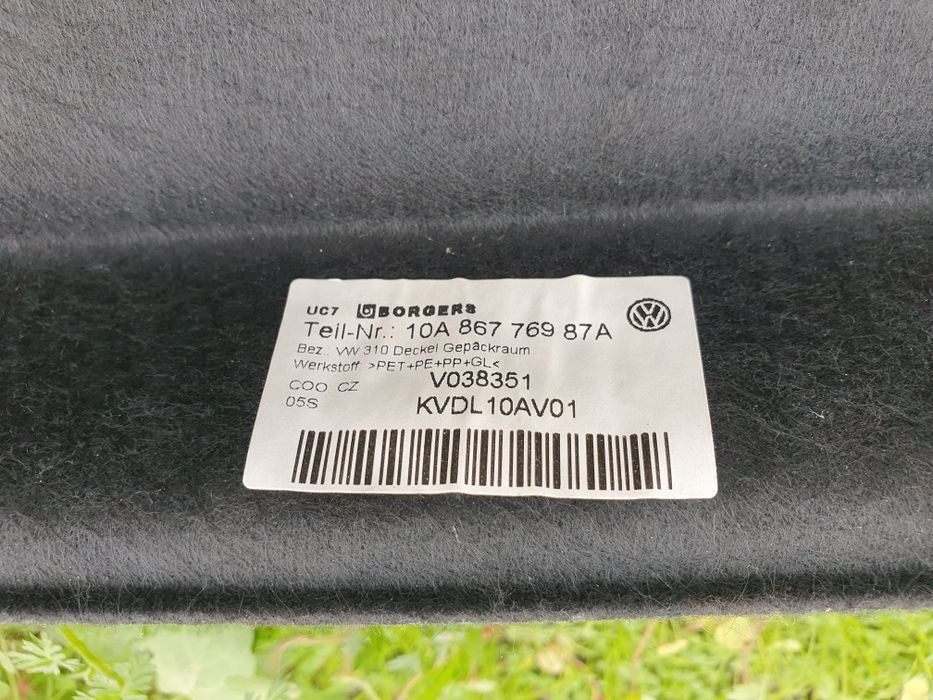 UC7 BORGERS
Teil-Nr.: 10A 867 769 87A
Bez.: VW 310 Deckel Gepäckraum
Werkstoff: >PET+PE+PP+GL<
COO: CZ V038351
05S KVDL10AV01